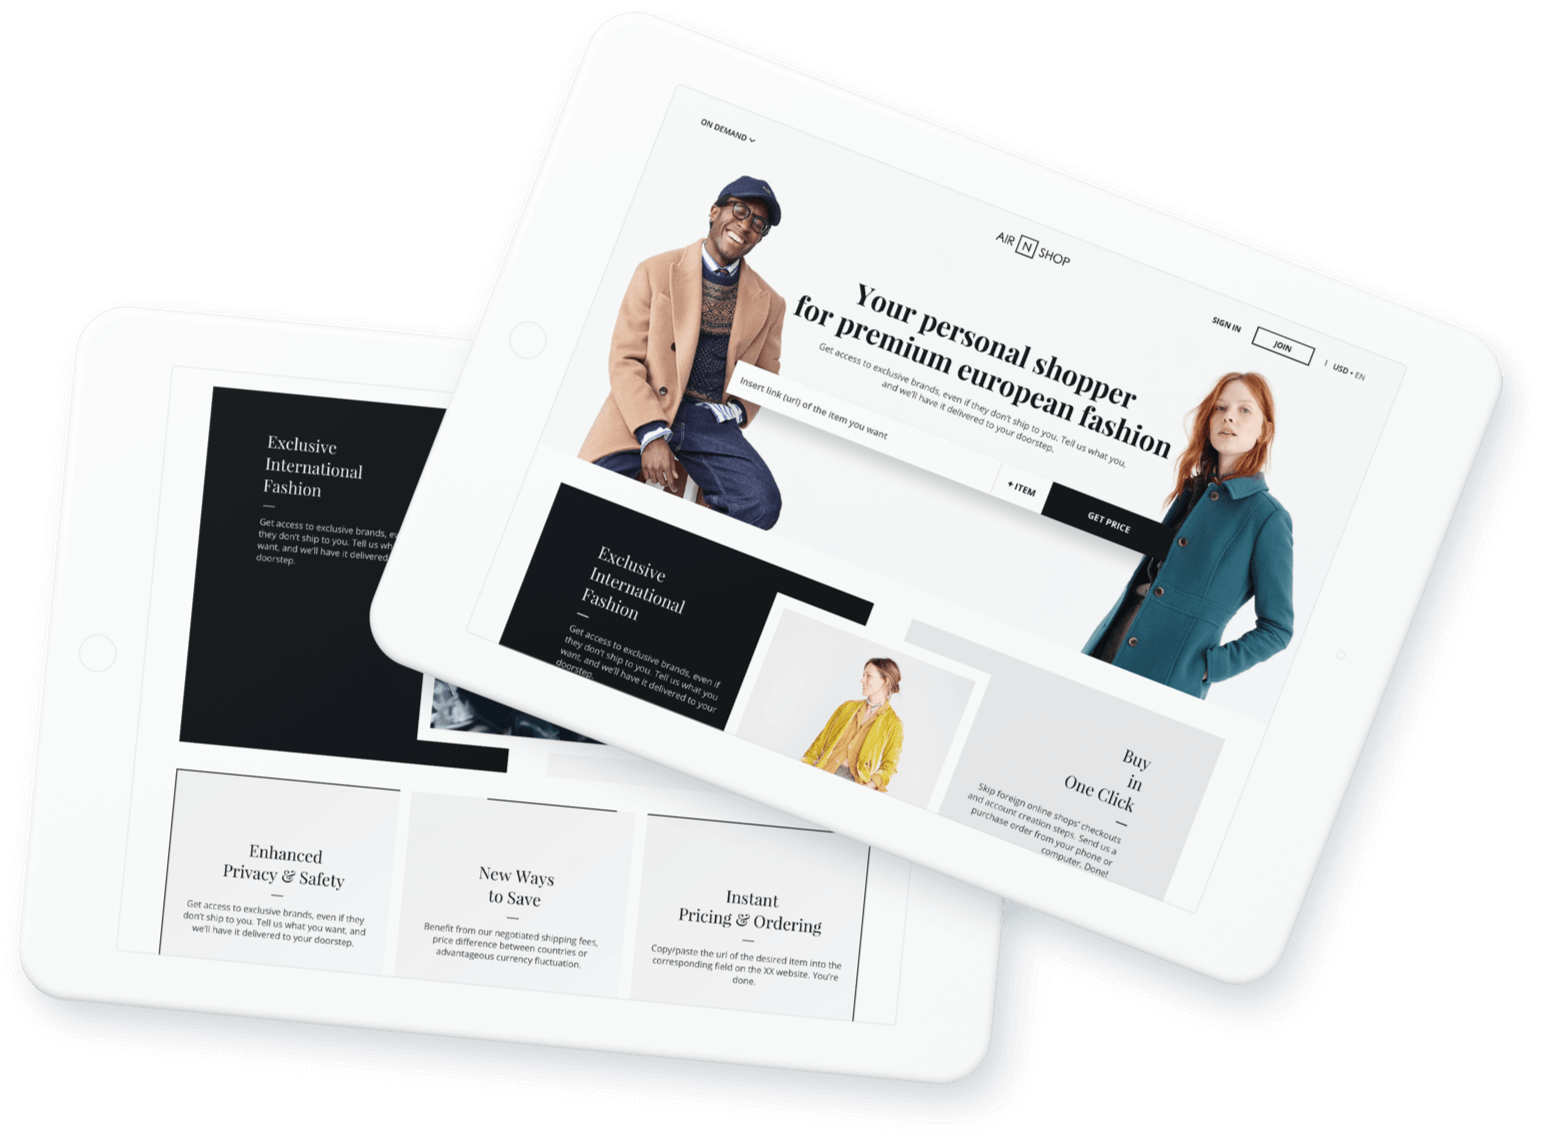 ON DEMAND
AIR N SHOP
SIGN IN
JOIN
| USD • EN
Your personal shopper
for premium european fashion
Get access to exclusive brands, even if they don't ship to you. Tell us what you,
and we'll have it delivered to your doorstep.
Insert link (url) of the item you want
+ ITEM
GET PRICE
Exclusive
International
Fashion
Get access to exclusive brands, even if
they don't ship to you. Tell us what you
want, and we'll have it delivered to your
doorstep.
Buy
in
One Click
Skip foreign online shops' checkouts
and account creation steps. Send us a
purchase order from your phone or
computer. Done!
Exclusive
International
Fashion
Get access to exclusive brands,
they don't ship to you. Tell us
want, and we'll have it delivered
doorstep.
Enhanced
Privacy & Safety
Get access to exclusive brands, even if they
don't ship to you. Tell us what you want, and
we'll have it delivered to your doorstep.
New Ways
to Save
Benefit from our negotiated shipping fees,
price difference between countries or
advantageous currency fluctuation.
Instant
Pricing & Ordering
Copy/paste the url of the desired item into the
corresponding field on the XX website. You're
done.